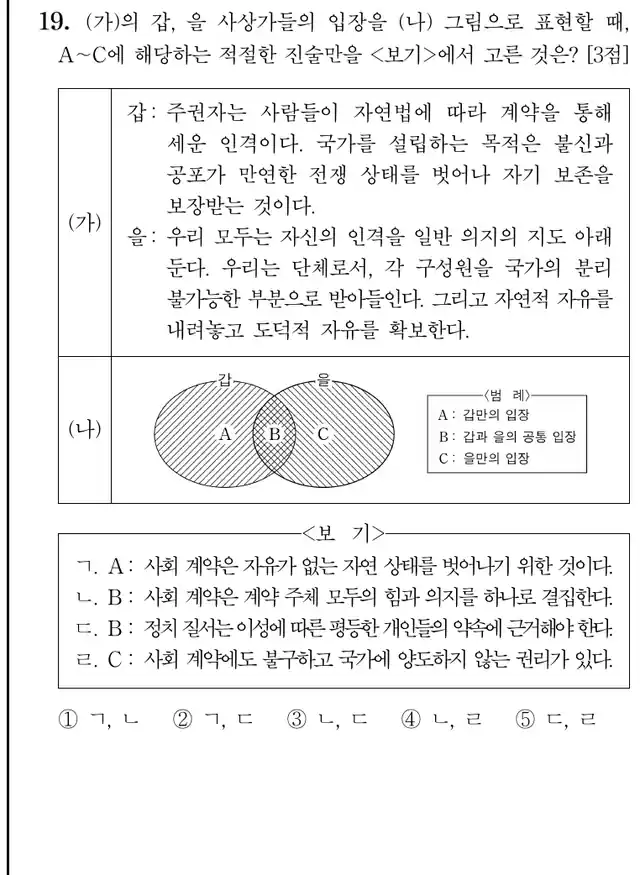 19. (가)의 갑, 을 사상가들의 입장을 (나) 그림으로 표현할 때,
A~C에 해당하는 적절한 진술만을 <보기>에서 고른 것은? [3점]
(가)
갑: 주권자는 사람들이 자연법에 따라 계약을 통해
세운 인격이다. 국가를 설립하는 목적은 불신과
공포가 만연한 전쟁 상태를 벗어나 자기 보존을
보장받는 것이다.
을: 우리 모두는 자신의 인격을 일반 의지의 지도 아래
둔다. 우리는 단체로서, 각 구성원을 국가의 분리
불가능한 부분으로 받아들인다. 그리고 자연적 자유를
내려놓고 도덕적 자유를 확보한다.
(나)
갑 을
A B C
<범 례>
A: 갑만의 입장
B: 갑과 을의 공통 입장
C: 을만의 입장
<보 기>
ㄱ. A: 사회 계약은 자유가 없는 자연 상태를 벗어나기 위한 것이다.
ㄴ. B: 사회 계약은 계약 주체 모두의 힘과 의지를 하나로 결집한다.
ㄷ. B: 정치 질서는 이성에 따른 평등한 개인들의 약속에 근거해야 한다.
ㄹ. C: 사회 계약에도 불구하고 국가에 양도하지 않는 권리가 있다.
① ㄱ, ㄴ ② ㄱ, ㄷ ③ ㄴ, ㄷ ④ ㄴ, ㄹ ⑤ ㄷ, ㄹ